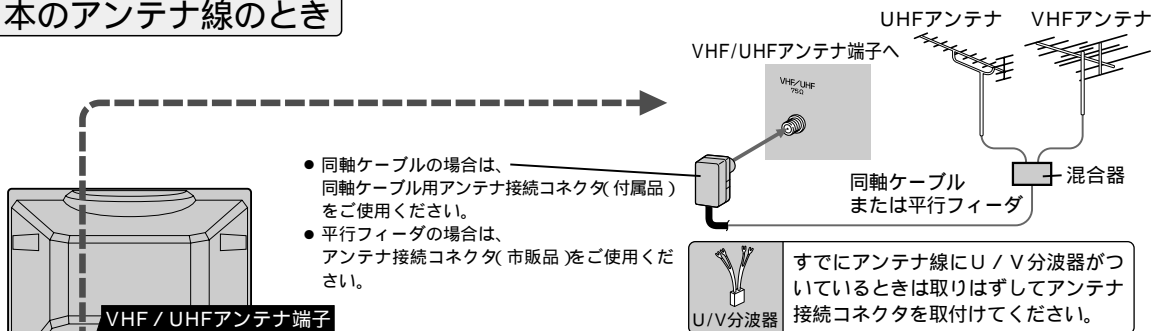 本のアンテナ線のとき
UHFアンテナ
VHFアンテナ
VHF/UHFアンテナ端子へ
VHF/UHF
75Ω
● 同軸ケーブルの場合は、
同軸ケーブル用アンテナ接続コネクタ(付属品)
をご使用ください。
● 平行フィーダの場合は、
アンテナ接続コネクタ(市販品)をご使用くだ
さい。
同軸ケーブル
または平行フィーダ
混合器
VHF / UHFアンテナ端子
U/V分波器
すでにアンテナ線にU / V分波器がつ
いているときは取りはずしてアンテナ
接続コネクタを取付けてください。